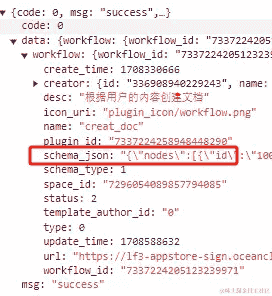 ▼{code: 0, msg: "success",…}
code: 0
▼ data: {workflow: {workflow_id: "7337224205
▼ workflow: {workflow_id: "733722420512323
create_time: 1708330666
▶ creator: {id: "336908940229243", name:
desc: "根据用户的内容创建文档"
icon_uri: "plugin_icon/workflow.png"
name: "creat_doc"
plugin_id: "7337224258948448290"
schema_json: "{\"nodes\":[{\"id\":\"100
schema_type: 1
space_id: "7296054089857794085"
status: 2
template_author_id: "0"
type: 0
update_time: 1708588632
url: "https://lf3-appstore-sign.oceancl
workflow_id: "7337224205123239971"
msg: "success"